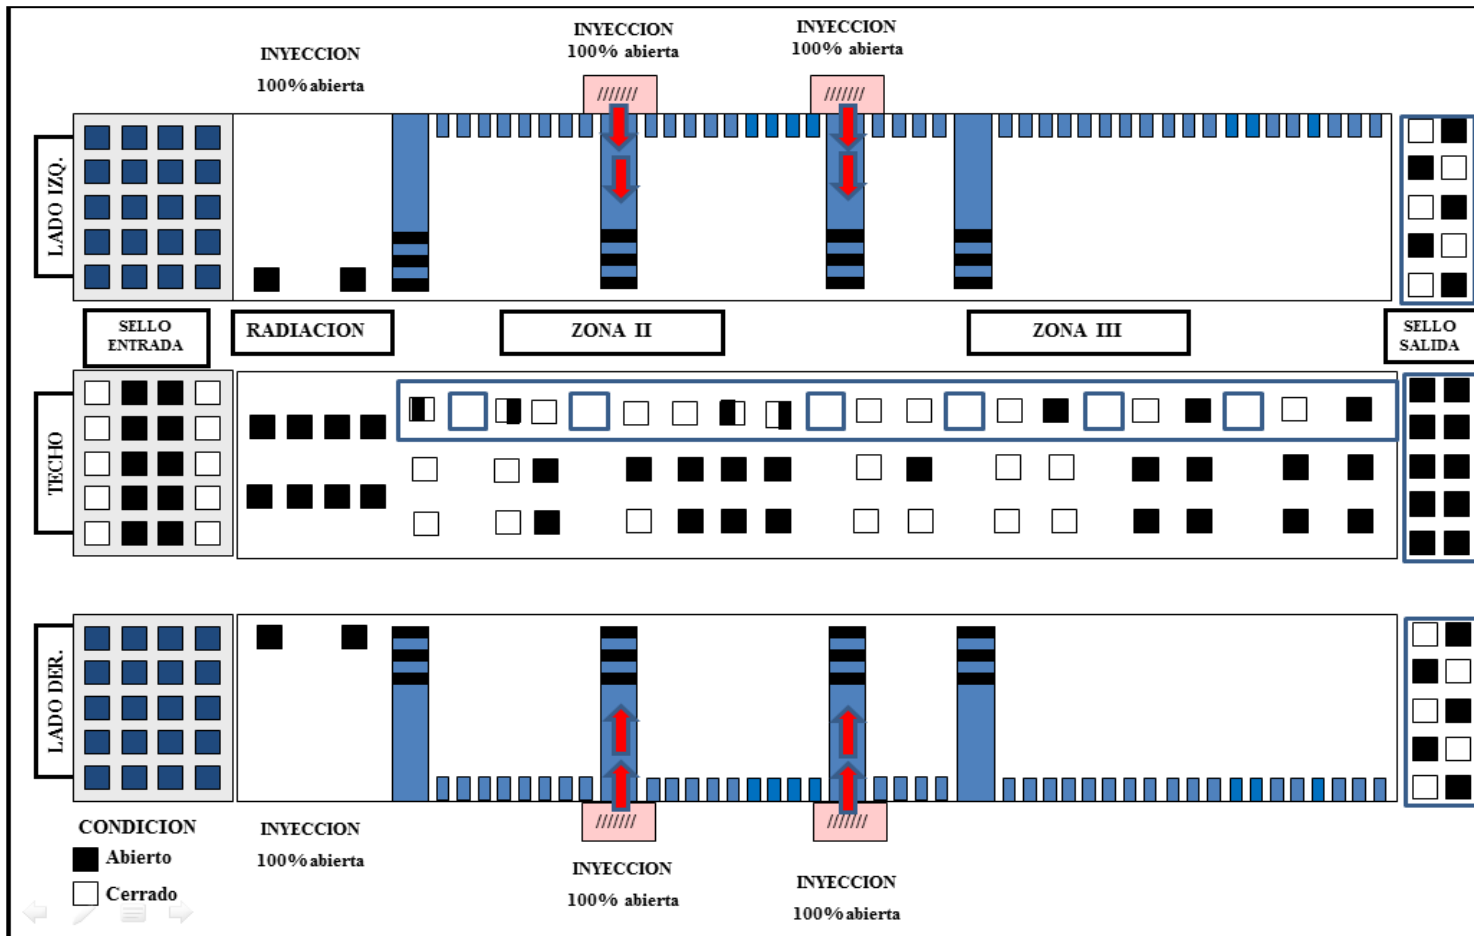 INYECCION
100% abierta
INYECCION
100% abierta
INYECCION
100% abierta
///////
///////
LADO IZQ.
SELLO
ENTRADA
RADIACION
ZONA II
ZONA III
SELLO
SALIDA
TECHO
LADO DER.
///////
///////
CONDICION
Abierto
Cerrado
INYECCION
100% abierta
INYECCION
100% abierta
INYECCION
100% abierta